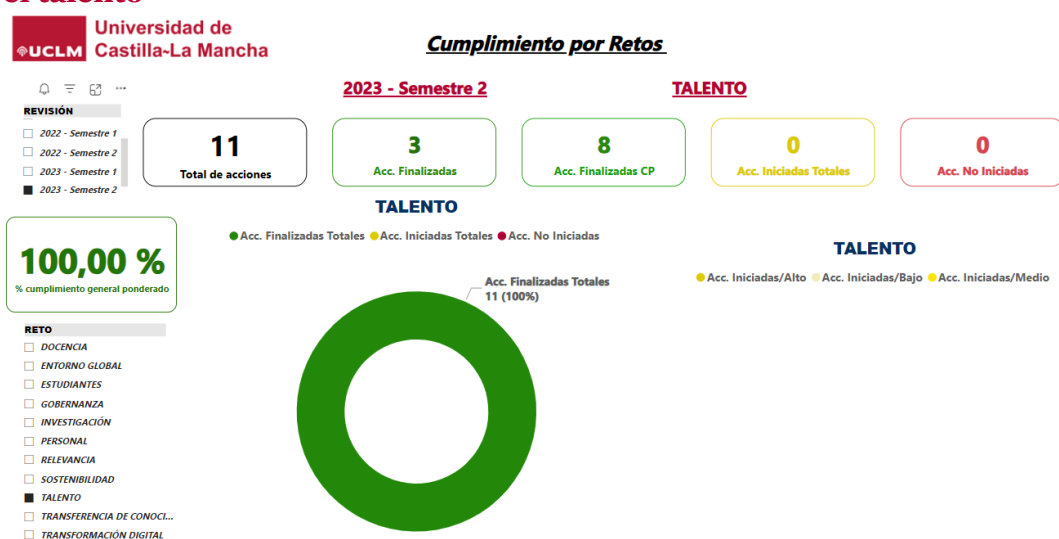 el talento
Universidad de
Castilla~La Mancha
UCLM
Cumplimiento por Retos
2023 - Semestre 2
TALENTO
REVISIÓN
2022 - Semestre 1
2022 - Semestre 2
2023 - Semestre 1
2023 - Semestre 2
11
Total de acciones
3
Acc. Finalizadas
8
Acc. Finalizadas CP
0
Acc. Iniciadas Totales
0
Acc. No Iniciadas
100,00 %
% cumplimiento general ponderado
TALENTO
Acc. Finalizadas Totales Acc. Iniciadas Totales Acc. No Iniciadas
Acc. Finalizadas Totales
11 (100%)
TALENTO
Acc. Iniciadas/Alto Acc. Iniciadas/Bajo Acc. Iniciadas/Medio
RETO
DOCENCIA
ENTORNO GLOBAL
ESTUDIANTES
GOBERNANZA
INVESTIGACIÓN
PERSONAL
RELEVANCIA
SOSTENIBILIDAD
TALENTO
TRANSFERENCIA DE CONOCI...
TRANSFORMACIÓN DIGITAL